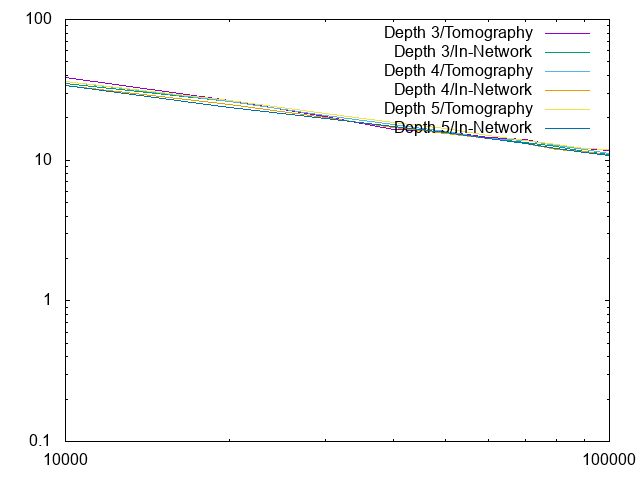 100
Depth 3/Tomography
Depth 3/In-Network
Depth 4/Tomography
Depth 4/In-Network
Depth 5/Tomography
Depth 5/In-Network
10
1
0.1
10000
100000